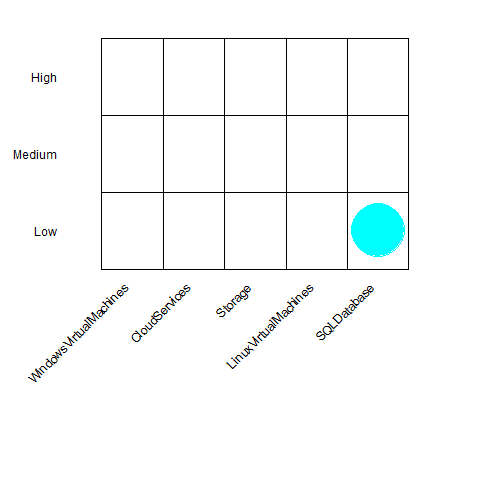 High
Medium
Low
WindowsVirtualMachines
CloudServices
Storage
LinuxVirtualMachines
SQLDatabase